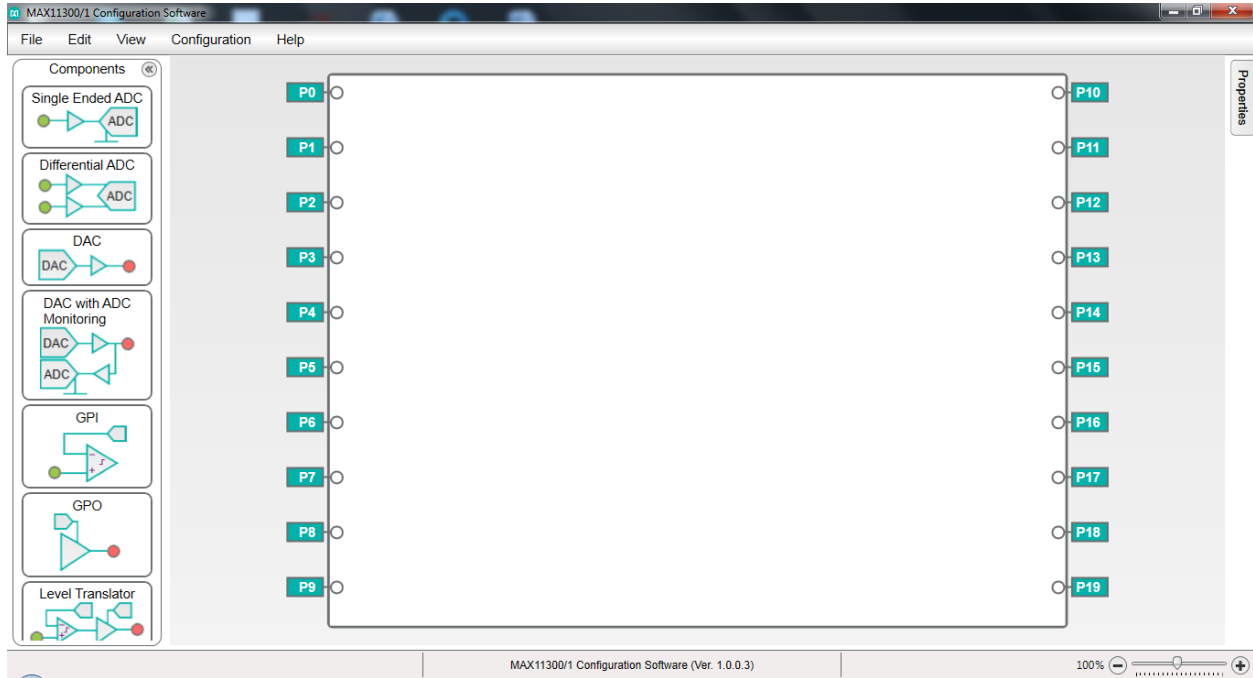 MAX11300/1 Configuration Software
File Edit View Configuration Help
Components
Single Ended ADC
ADC
Differential ADC
ADC
DAC
DAC
DAC with ADC
Monitoring
DAC
ADC
GPI
GPO
Level Translator
P0
P1
P2
P3
P4
P5
P6
P7
P8
P9
P10
P11
P12
P13
P14
P15
P16
P17
P18
P19
Properties
MAX11300/1 Configuration Software (Ver. 1.0.0.3)
100%